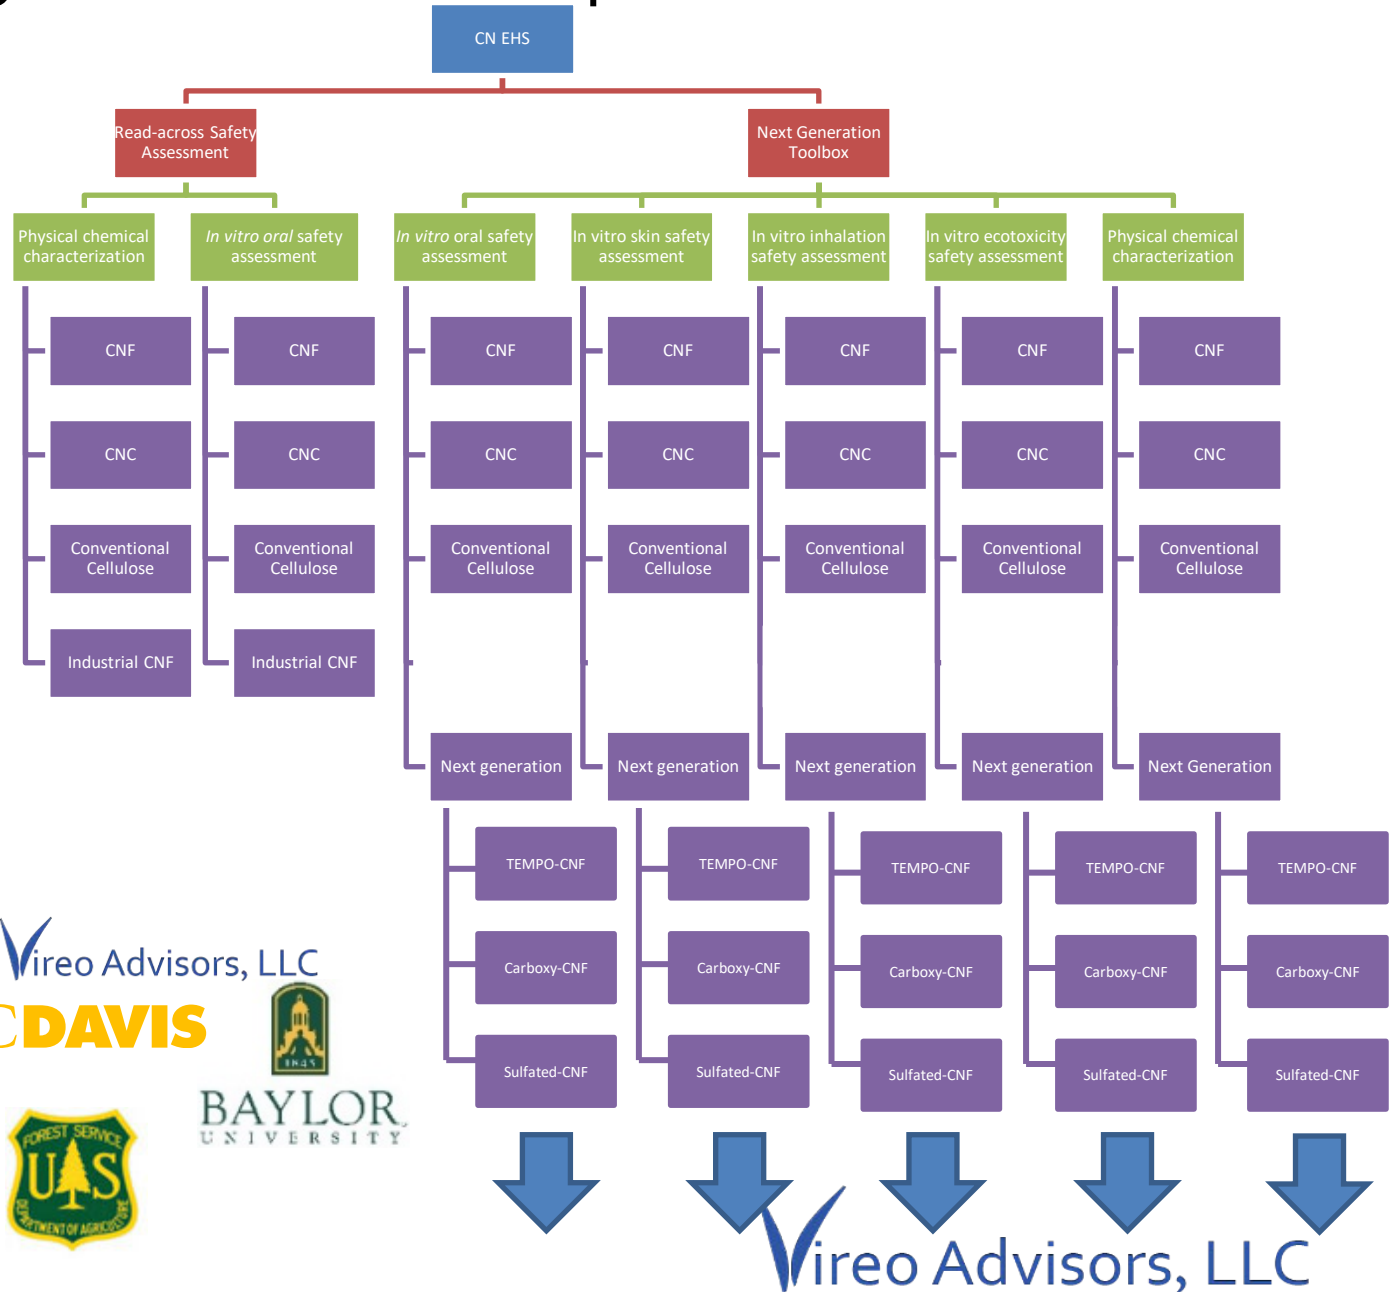 CN EHS
Read-across Safety
Assessment
Next Generation
Toolbox
Physical chemical
characterization
In vitro oral safety
assessment
In vitro oral safety
assessment
In vitro skin safety
assessment
In vitro inhalation
safety assessment
In vitro ecotoxicity
safety assessment
Physical chemical
characterization
CNF
CNF
CNF
CNF
CNF
CNF
CNF
CNC
CNC
CNC
CNC
CNC
CNC
CNC
Conventional
Cellulose
Conventional
Cellulose
Conventional
Cellulose
Conventional
Cellulose
Conventional
Cellulose
Conventional
Cellulose
Conventional
Cellulose
Industrial CNF
Industrial CNF
Next generation
Next generation
Next generation
Next generation
Next Generation
TEMPO-CNF
TEMPO-CNF
TEMPO-CNF
TEMPO-CNF
TEMPO-CNF
Carboxy-CNF
Carboxy-CNF
Carboxy-CNF
Carboxy-CNF
Carboxy-CNF
Sulfated-CNF
Sulfated-CNF
Sulfated-CNF
Sulfated-CNF
Sulfated-CNF
Vireo Advisors, LLC
CDAVIS
1845
BAYLOR
UNIVERSITY
FOREST SERVICE
US
DEPARTMENT OF AGRICULTURE
Vireo Advisors, LLC